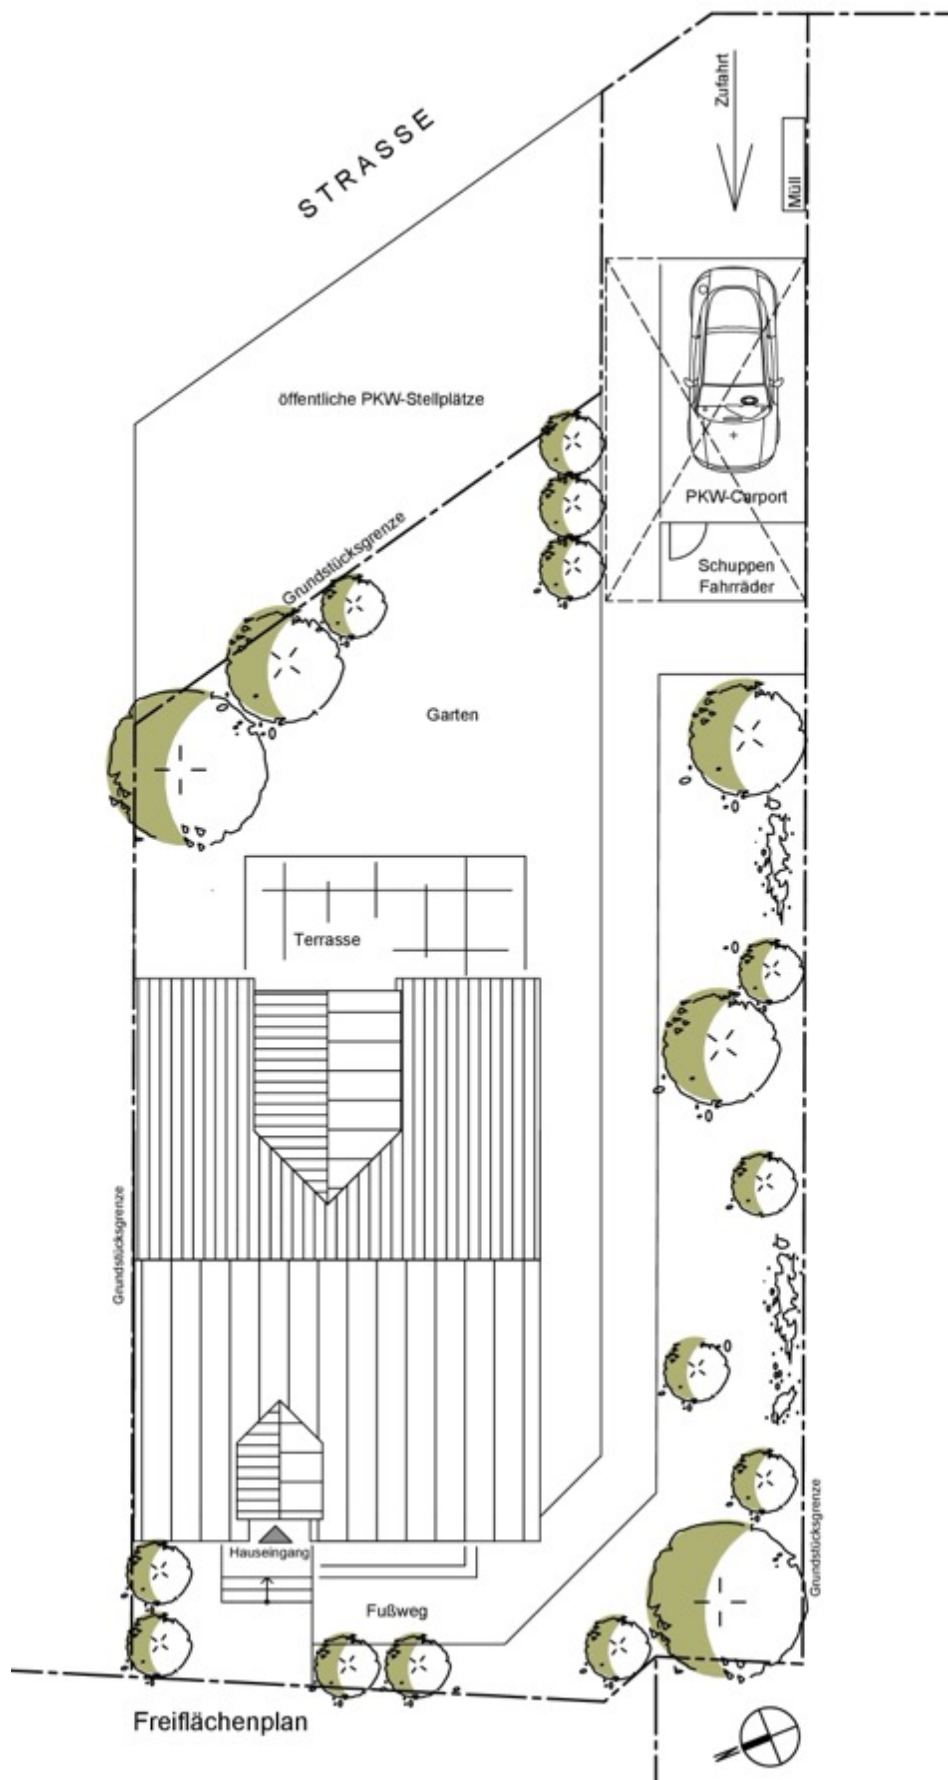 Zufahrt
STRASSE
Müll
öffentliche PKW-Stellplätze
PKW-Carport
Grundstücksgrenze
Schuppen
Fahrräder
Garten
Terrasse
Grundstücksgrenze
Grundstücksgrenze
Hauseingang
Fußweg
Freiflächenplan
N